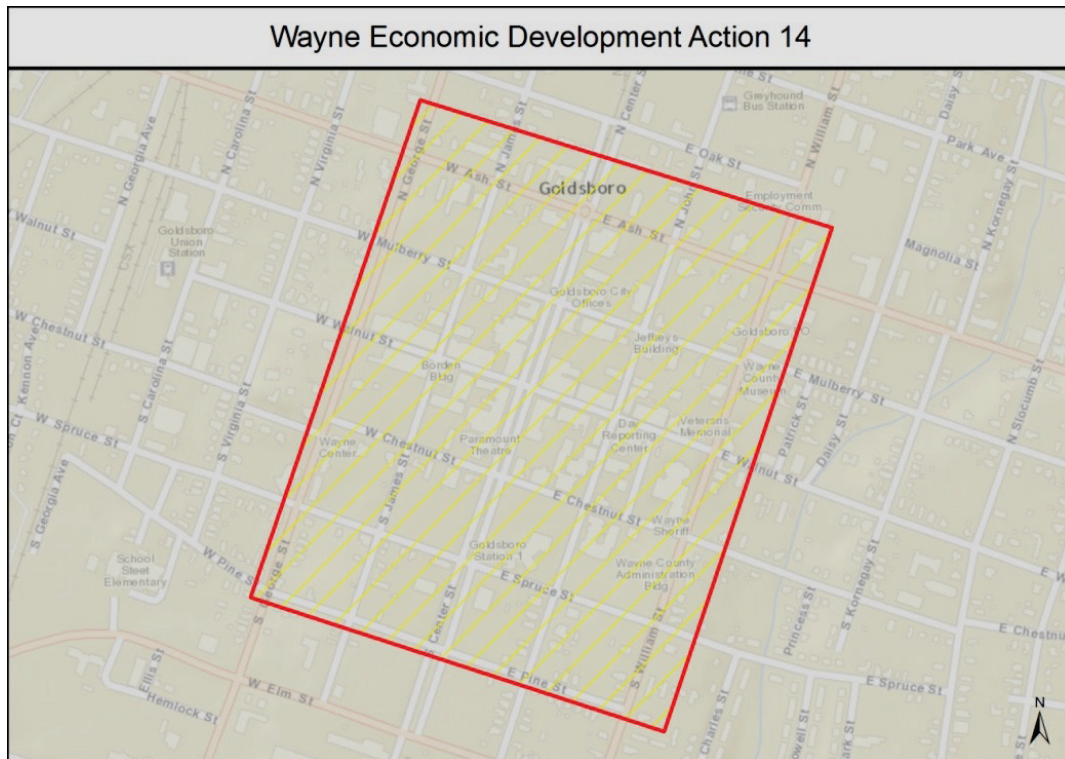 Wayne Economic Development Action 14
N Georgia Ave
N Carolina St
N Virginia St
N George St
N James St
N Center St
Greyhound
Bus Station
N William St
Daisy St
Park Ave
E Oak St
N John St
N Kornegay St
W Ash St
Goldsboro
Employment
Security Comm
E Ash St
Magnolia St
Walnut St
CSX
Goldsboro
Union
Station
W Mulberry St
Goldsboro City
Offices
W Chestnut St
W Walnut St
Jeffreys
Building
Wayne
County
Museum
E Mulberry St
N Slocumb St
Kennon Ave
S Carolina St
S Virginia St
Borden
Bldg
Patrick St
Daisy St
W Spruce St
Wayne
Center
W Chestnut St
Paramount
Theatre
Day
Reporting
Center
Veterans
Memorial
E Walnut St
S Georgia Ave
S James St
E Chestnut St
Wayne
Sheriff
School
Street
Elementary
W Pine St
S George St
Goldsboro
Station 1
E Spruce St
Wayne County
Administration
Bldg
S Kornegay St
Princess St
E Chestnut
S Center St
S William St
E Pine St
Ellis St
Hemlock St
W Elm St
Charles St
E Spruce St
N